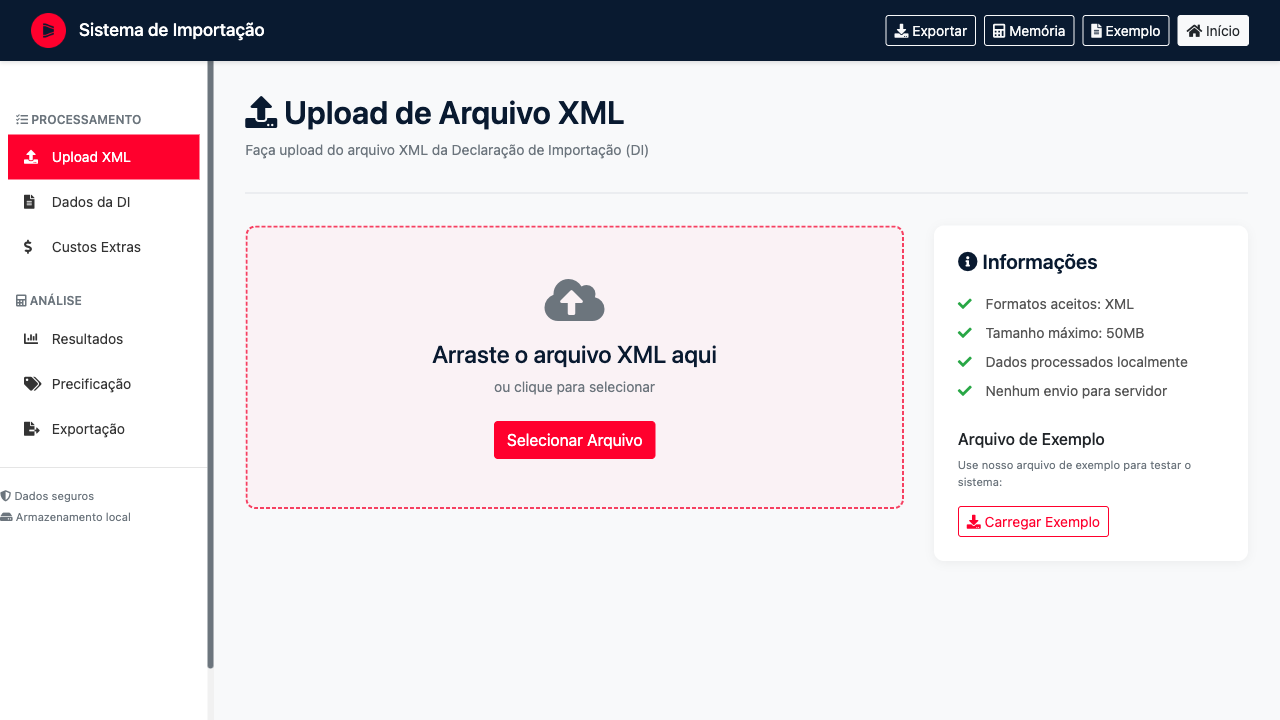 Sistema de Importação
Exportar
Memória
Exemplo
Início
PROCESSAMENTO
Upload XML
Dados da DI
Custos Extras
ANÁLISE
Resultados
Precificação
Exportação
Dados seguros
Armazenamento local
Upload de Arquivo XML
Faça upload do arquivo XML da Declaração de Importação (DI)
Arraste o arquivo XML aqui
ou clique para selecionar
Selecionar Arquivo
Informações
Formatos aceitos: XML
Tamanho máximo: 50MB
Dados processados localmente
Nenhum envio para servidor
Arquivo de Exemplo
Use nosso arquivo de exemplo para testar o
sistema:
Carregar Exemplo